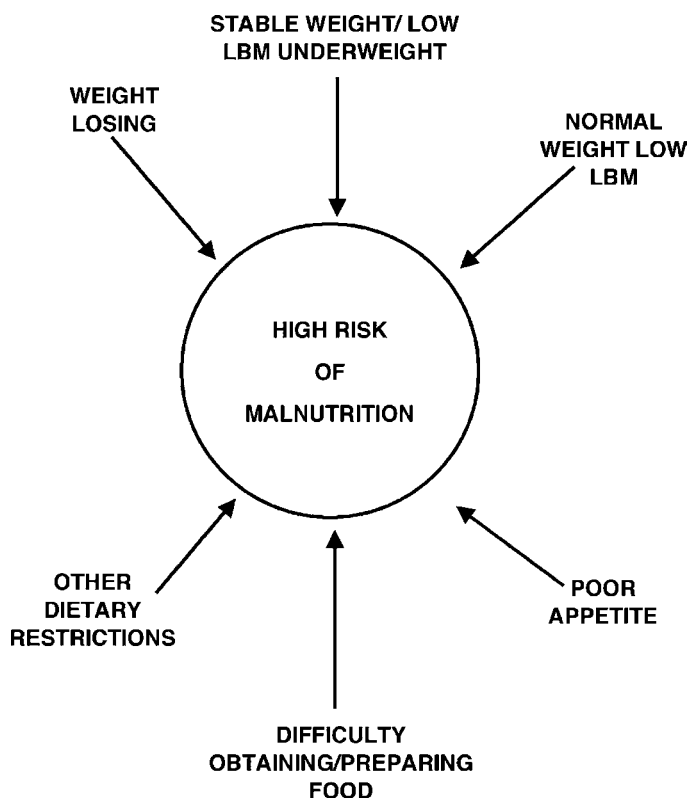 STABLE WEIGHT/ LOW
LBM UNDERWEIGHT
WEIGHT
LOSING
NORMAL
WEIGHT LOW
LBM
HIGH RISK
OF
MALNUTRITION
OTHER
DIETARY
RESTRICTIONS
POOR
APPETITE
DIFFICULTY
OBTAINING/PREPARING
FOOD